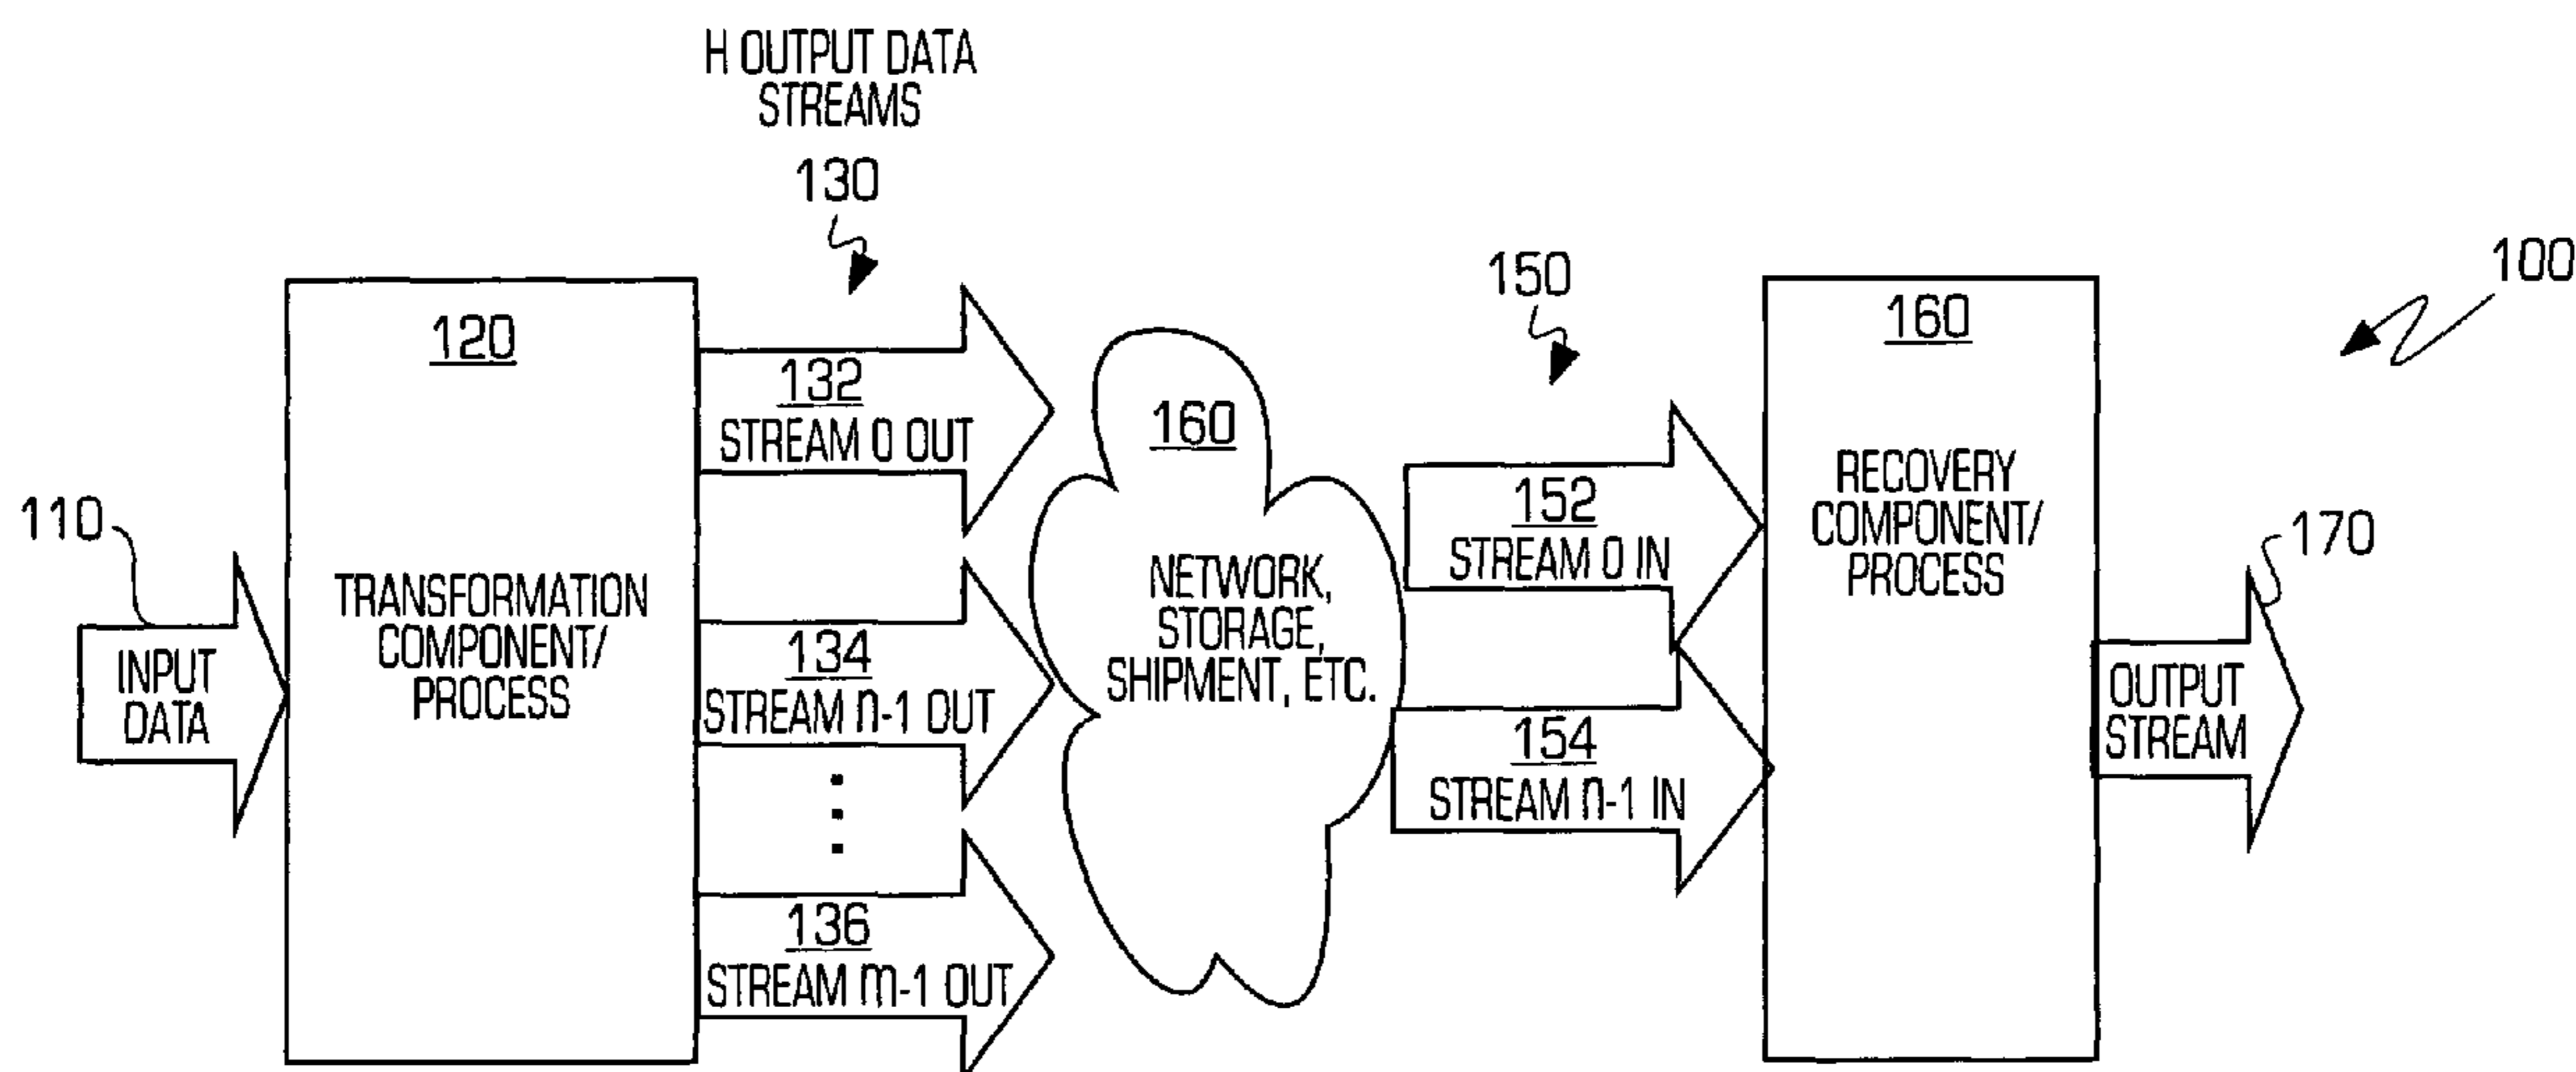 H OUTPUT DATA
STREAMS
130
110
INPUT
DATA
120
TRANSFORMATION
COMPONENT/
PROCESS
132
STREAM 0 OUT
134
STREAM n-1 OUT
136
STREAM m-1 OUT
160
NETWORK,
STORAGE,
SHIPMENT, ETC.
150
152
STREAM 0 IN
154
STREAM n-1 IN
160
RECOVERY
COMPONENT/
PROCESS
170
OUTPUT
STREAM
100